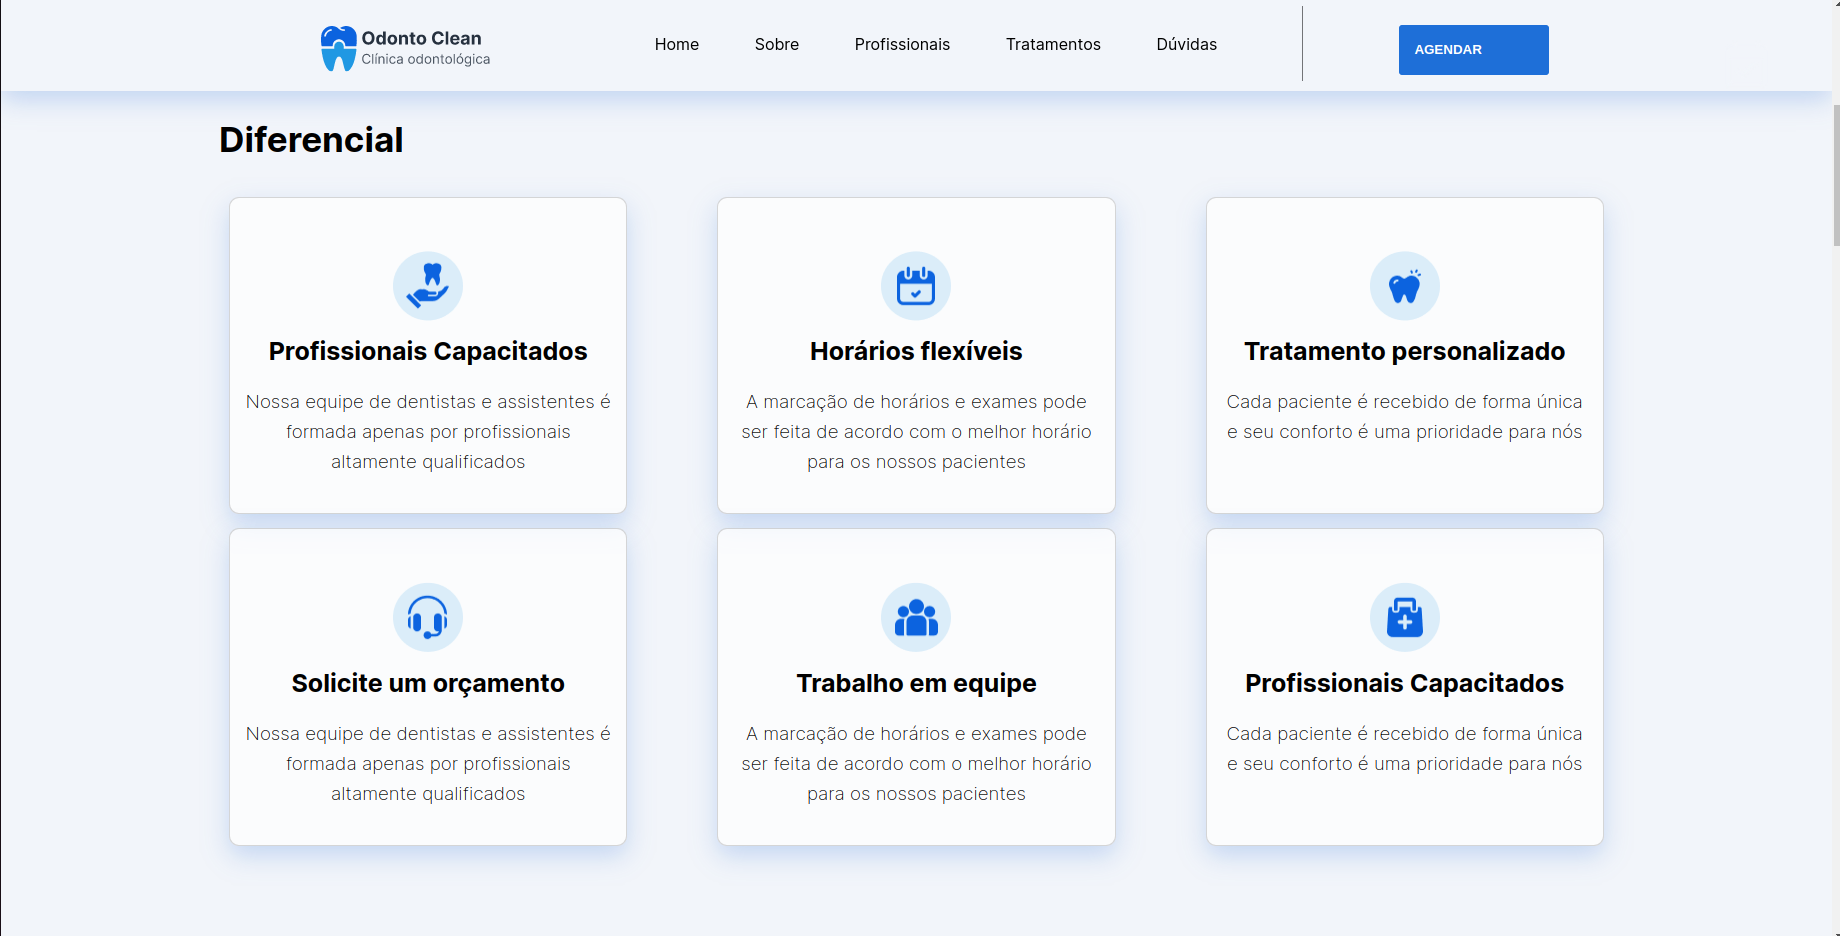 Odonto Clean
Clínica odontológica
Home
Sobre
Profissionais
Tratamentos
Dúvidas
AGENDAR
Diferencial
Profissionais Capacitados
Nossa equipe de dentistas e assistentes é
formada apenas por profissionais
altamente qualificados
Horários flexíveis
A marcação de horários e exames pode
ser feita de acordo com o melhor horário
para os nossos pacientes
Tratamento personalizado
Cada paciente é recebido de forma única
e seu conforto é uma prioridade para nós
Solicite um orçamento
Nossa equipe de dentistas e assistentes é
formada apenas por profissionais
altamente qualificados
Trabalho em equipe
A marcação de horários e exames pode
ser feita de acordo com o melhor horário
para os nossos pacientes
Profissionais Capacitados
Cada paciente é recebido de forma única
e seu conforto é uma prioridade para nós